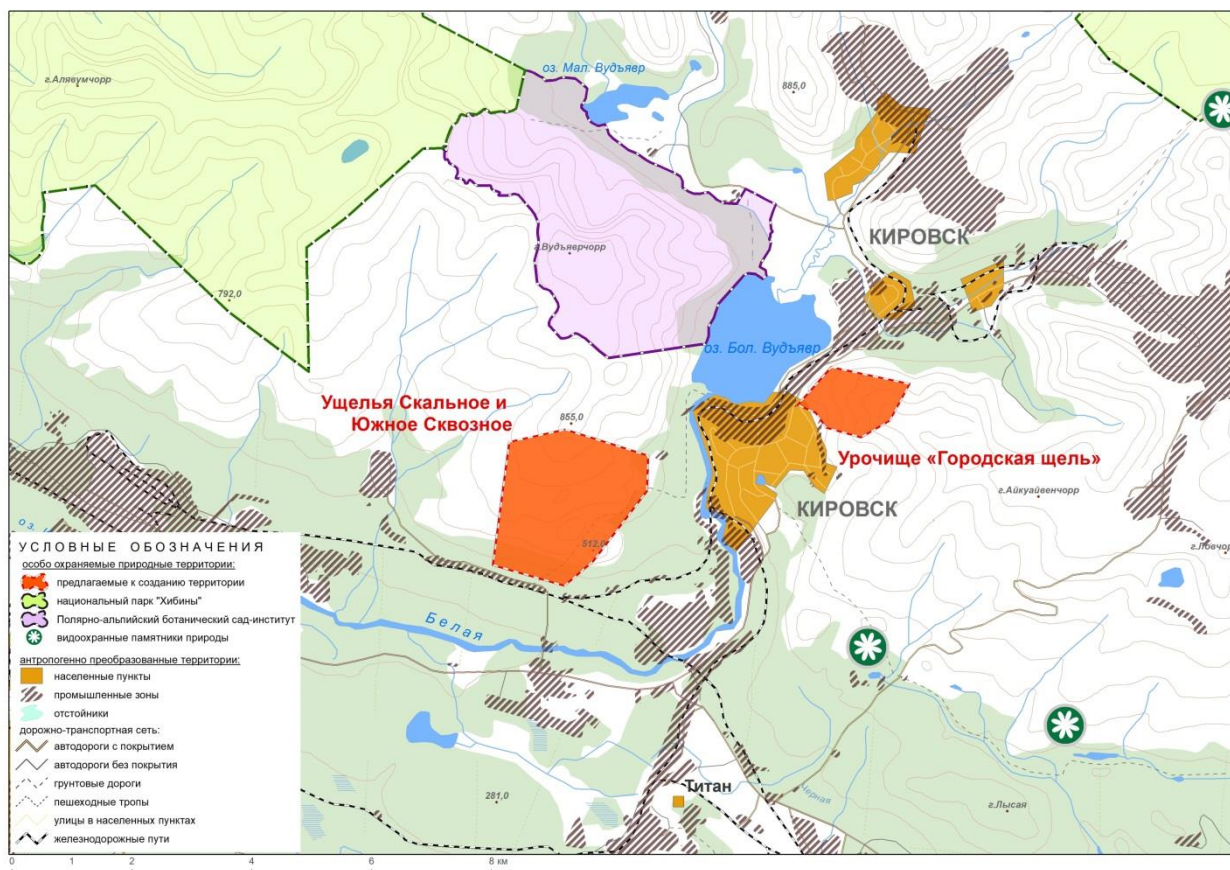 г.Алявумчорр
оз. Мал. Вудъявр
885,0
КИРОВСК
г.Вудъяврчорр
792,0
оз. Бол. Вудъявр
Ущелья Скальное и
Южное Сквозное
855,0
Урочище «Городская щель»
г.Айкуайвенчорр
КИРОВСК
512,0
г.Ловчорр
оз.
УСЛОВНЫЕ ОБОЗНАЧЕНИЯ
особо охраняемые природные территории:
предлагаемые к созданию территории
национальный парк "Хибины"
Полярно-альпийский ботанический сад-институт
видоохранные памятники природы
антропогенно преобразованные территории:
населенные пункты
промышленные зоны
отстойники
дорожно-транспортная сеть:
автодороги с покрытием
автодороги без покрытия
грунтовые дороги
пешеходные тропы
улицы в населенных пунктах
железнодорожные пути
Белая
Титан
281,0
Черная
г.Лысая
0 1 2 4 6 8 км